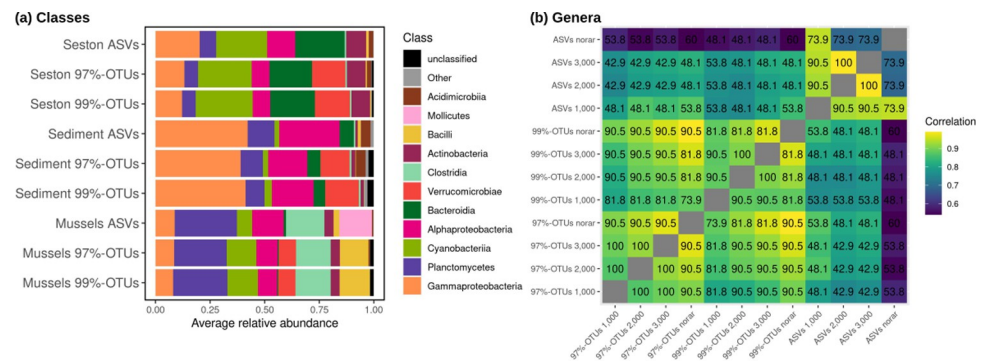 (a) Classes
Seston ASVs
Seston 97%-OTUs
Seston 99%-OTUs
Sediment ASVs
Sediment 97%-OTUs
Sediment 99%-OTUs
Mussels ASVs
Mussels 97%-OTUs
Mussels 99%-OTUs
0.00 0.25 0.50 0.75 1.00
Average relative abundance
Class
unclassified
Other
Acidimicrobiia
Mollicutes
Bacilli
Actinobacteria
Clostridia
Verrucomicrobiae
Bacteroidia
Alphaproteobacteria
Cyanobacteriia
Planctomycetes
Gammaproteobacteria
(b) Genera
ASVs norar 53.8 53.8 53.8 60 48.1 48.1 48.1 60 73.9 73.9 73.9
ASVs 3,000 42.9 42.9 42.9 48.1 53.8 48.1 48.1 48.1 90.5 100 73.9
ASVs 2,000 42.9 42.9 42.9 48.1 53.8 48.1 48.1 48.1 90.5 100 73.9
ASVs 1,000 48.1 48.1 48.1 53.8 53.8 48.1 48.1 53.8 90.5 90.5 73.9
99%-OTUs norar 90.5 90.5 90.5 90.5 81.8 81.8 81.8 53.8 48.1 48.1 60
99%-OTUs 3,000 90.5 90.5 90.5 81.8 90.5 100 81.8 48.1 48.1 48.1 48.1
99%-OTUs 2,000 90.5 90.5 90.5 81.8 90.5 100 81.8 48.1 48.1 48.1 48.1
99%-OTUs 1,000 81.8 81.8 81.8 73.9 90.5 90.5 81.8 53.8 53.8 53.8 48.1
97%-OTUs norar 90.5 90.5 90.5 73.9 81.8 81.8 90.5 53.8 48.1 48.1 60
97%-OTUs 3,000 100 100 90.5 81.8 90.5 90.5 90.5 48.1 42.9 42.9 53.8
97%-OTUs 2,000 100 100 90.5 81.8 90.5 90.5 90.5 48.1 42.9 42.9 53.8
97%-OTUs 1,000 100 100 90.5 81.8 90.5 90.5 90.5 48.1 42.9 42.9 53.8
97%-OTUs 1,000
97%-OTUs 2,000
97%-OTUs 3,000
97%-OTUs norar
99%-OTUs 1,000
99%-OTUs 2,000
99%-OTUs 3,000
99%-OTUs norar
ASVs 1,000
ASVs 2,000
ASVs 3,000
ASVs norar
Correlation
0.9
0.8
0.7
0.6